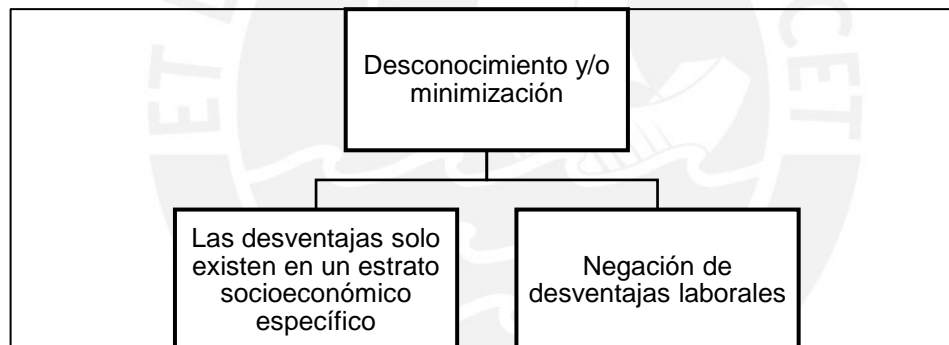 Desconocimiento y/o
minimización
Las desventajas solo
existen en un estrato
socioeconómico
específico
Negación de
desventajas laborales